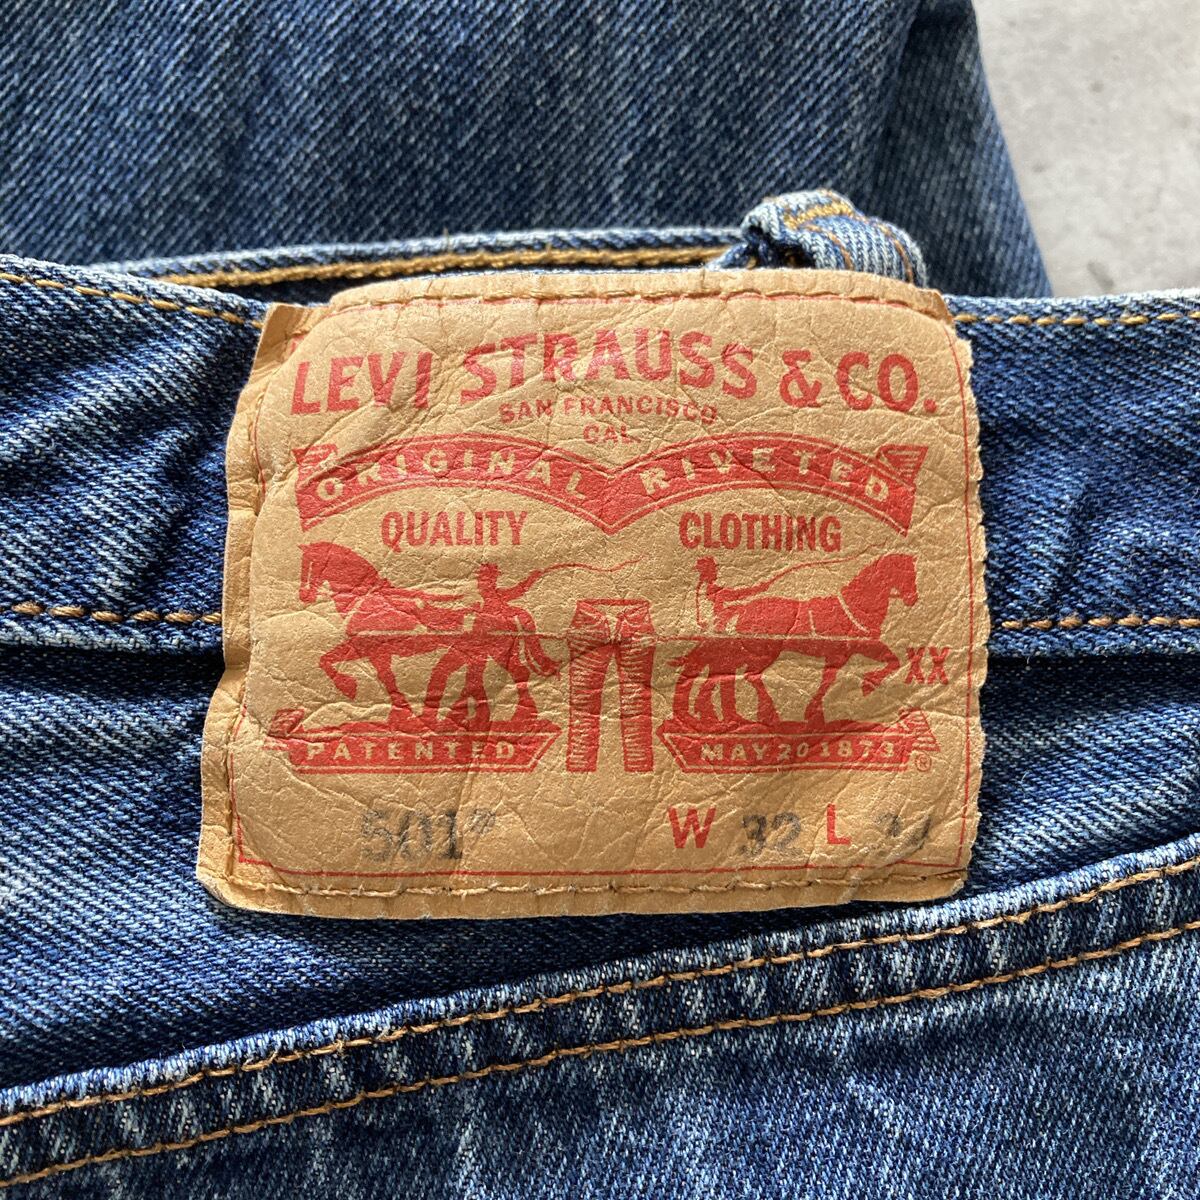 LEVI STRAUSS & CO.
SAN FRANCISCO
CAL.
ORIGINAL RIVETED
QUALITY CLOTHING
XX
PATENTED MAY 20 1873 ®
501® W 32 L